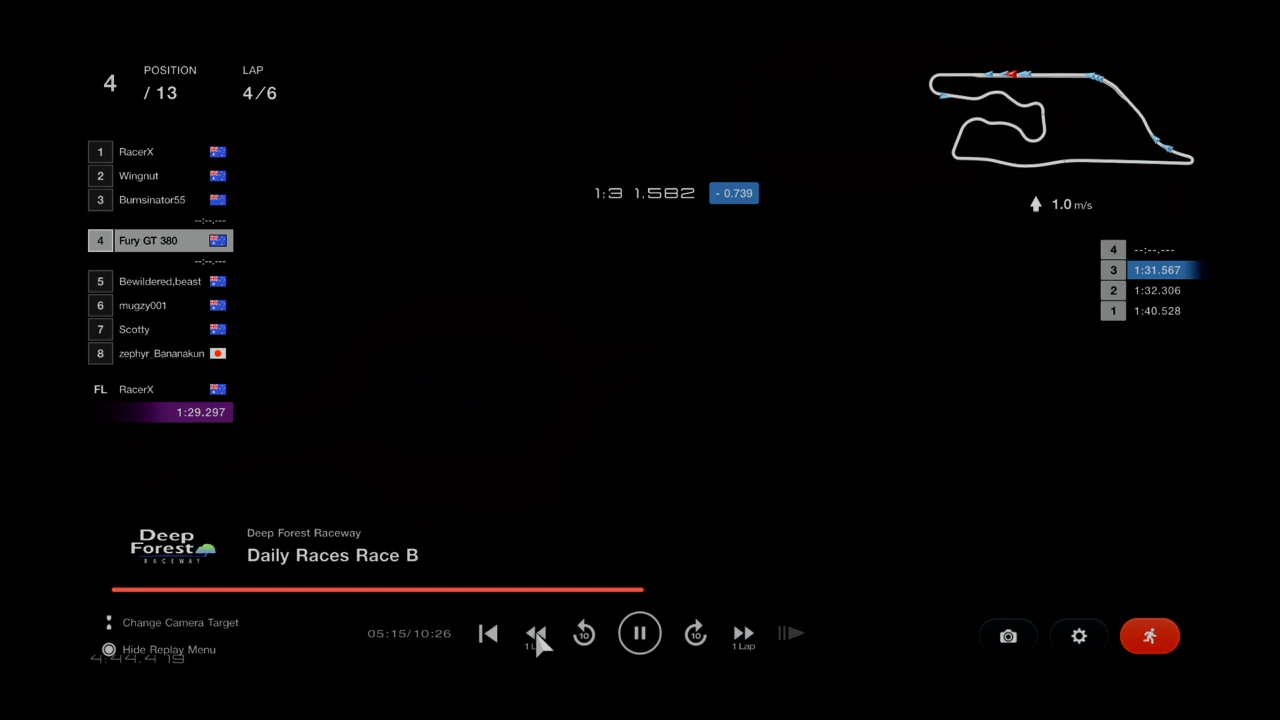 4 POSITION / 13 LAP 4/6
1 RacerX
2 Wingnut
3 Burnsinator55
--:--.---
4 Fury GT 380
--:--.---
5 Bewildered,beast
6 mugzy001
7 Scotty
8 zephyr_Bananakun
FL RacerX
1:29.297
1:31.582 - 0.739
1.0 m/s
4 --:--.---
3 1:31.567
2 1:32.306
1 1:40.528
Deep
Forest
RACEWAY
Deep Forest Raceway
Daily Races Race B
Change Camera Target
Hide Replay Menu
05:15/10:26
10
10
1 Lap